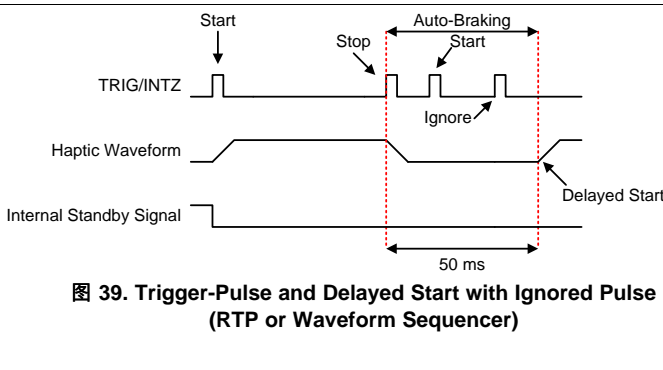 Start
Auto-Braking
Stop
Start
TRIG/INTZ
Ignore
Haptic Waveform
Delayed Start
Internal Standby Signal
50 ms
图 39. Trigger-Pulse and Delayed Start with Ignored Pulse
(RTP or Waveform Sequencer)